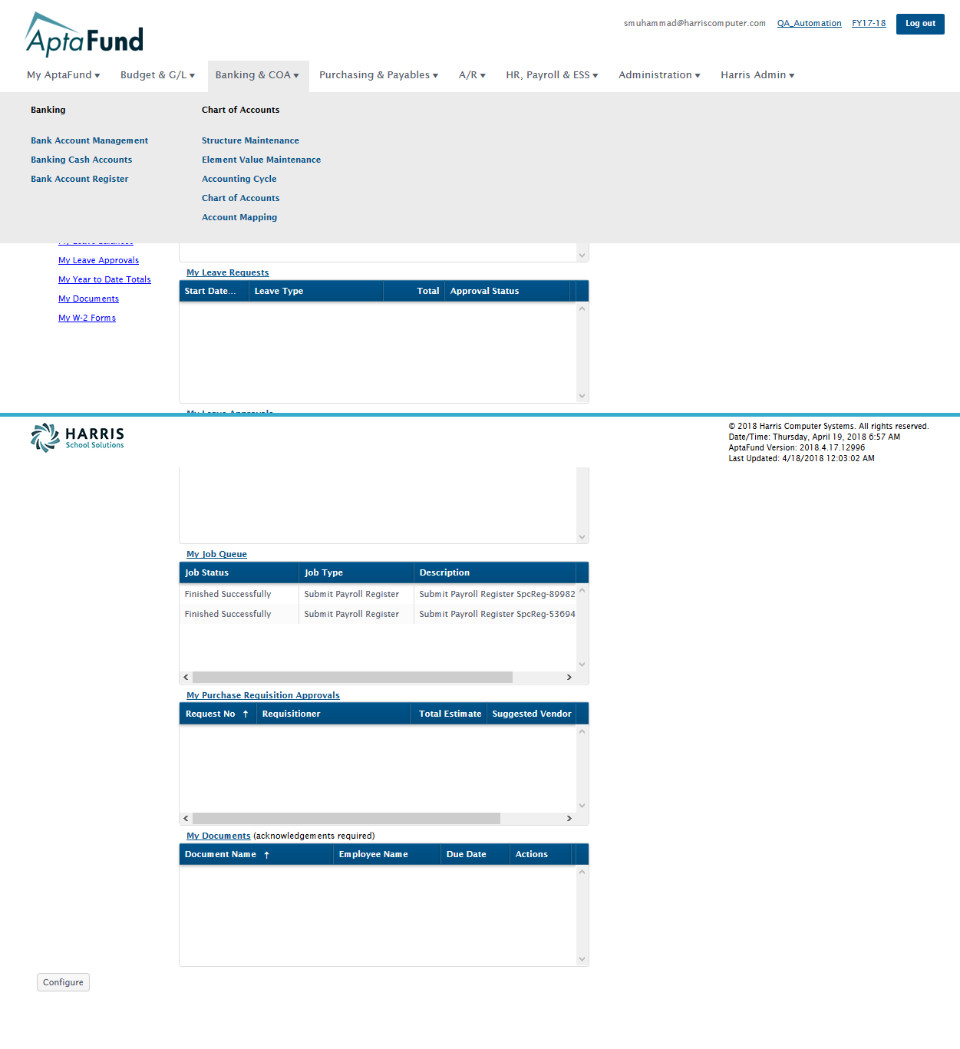 AptaFund
smuhammad@harriscomputer.com QA_Automation FY17-18 Log out
My AptaFund Budget & G/L Banking & COA Purchasing & Payables A/R HR, Payroll & ESS Administration Harris Admin
Banking Chart of Accounts
Bank Account Management Structure Maintenance
Banking Cash Accounts Element Value Maintenance
Bank Account Register Accounting Cycle
Chart of Accounts
Account Mapping
My Leave Approvals
My Leave Requests
My Year to Date Totals
Start Date... Leave Type Total Approval Status
My Documents
My W-2 Forms
My Leave Approvals
HARRIS
School Solutions
© 2018 Harris Computer Systems. All rights reserved.
Date/Time: Thursday, April 19, 2018 6:57 AM
AptaFund Version: 2018.4.17.12996
Last Updated: 4/18/2018 12:03:02 AM
My Job Queue
Job Status Job Type Description
Finished Successfully Submit Payroll Register Submit Payroll Register SpcReg-89982
Finished Successfully Submit Payroll Register Submit Payroll Register SpcReg-53694
My Purchase Requisition Approvals
Request No Requisitioner Total Estimate Suggested Vendor
My Documents (acknowledgements required)
Document Name Employee Name Due Date Actions
Configure